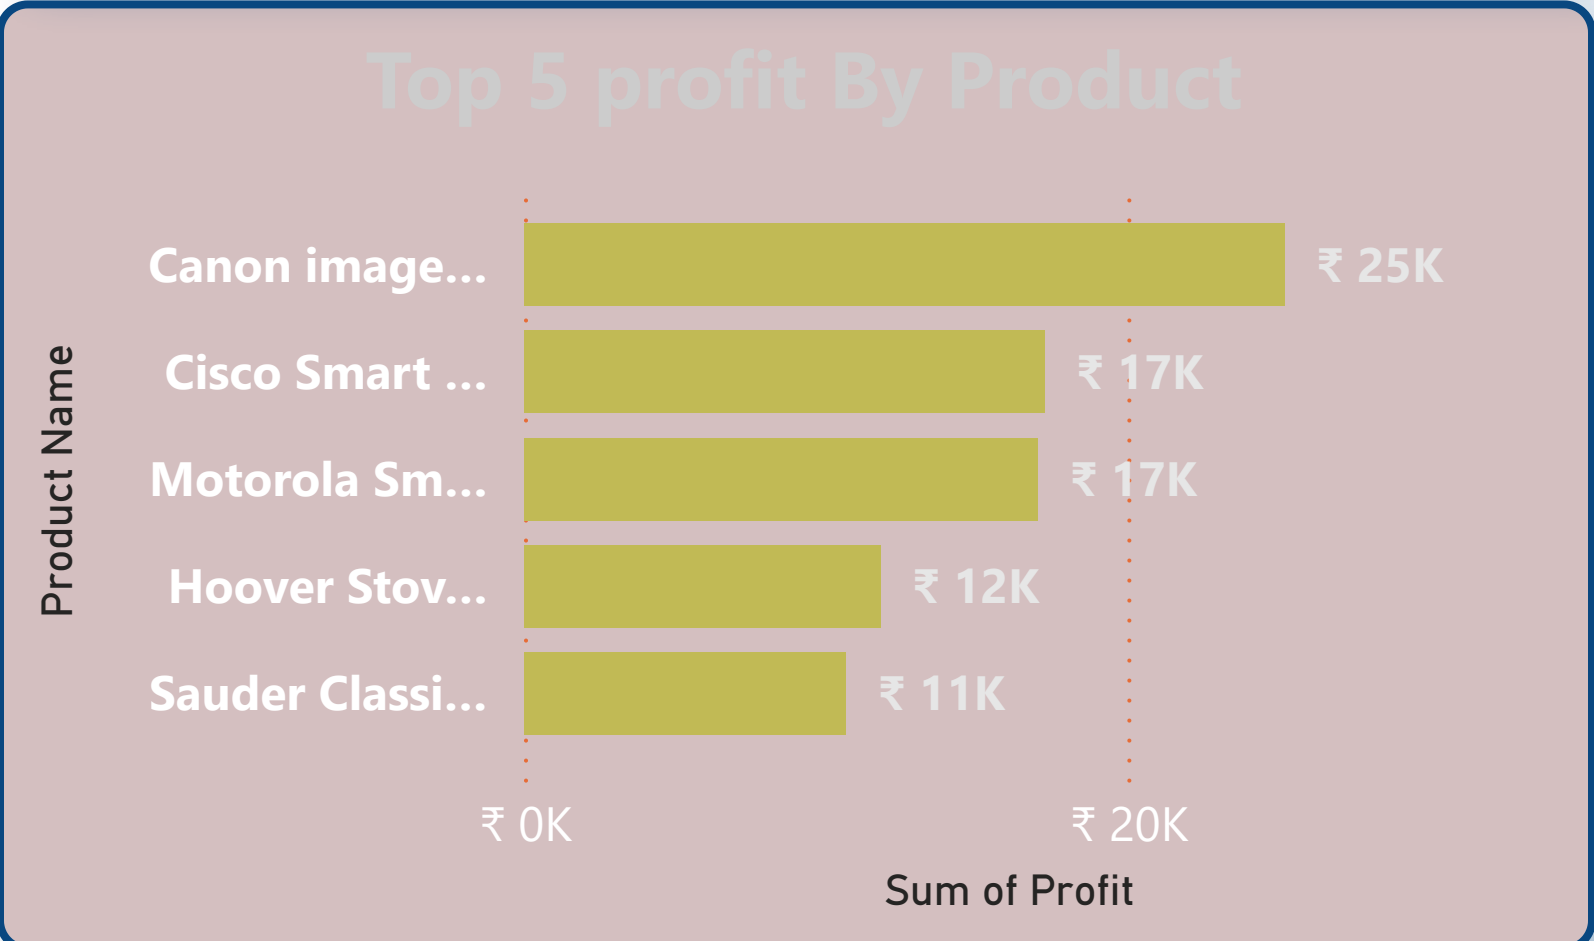 Top 5 profit By Product
Product Name
Canon image... ₹ 25K
Cisco Smart ... ₹ 17K
Motorola Sm... ₹ 17K
Hoover Stov... ₹ 12K
Sauder Classi... ₹ 11K
₹ 0K ₹ 20K
Sum of Profit